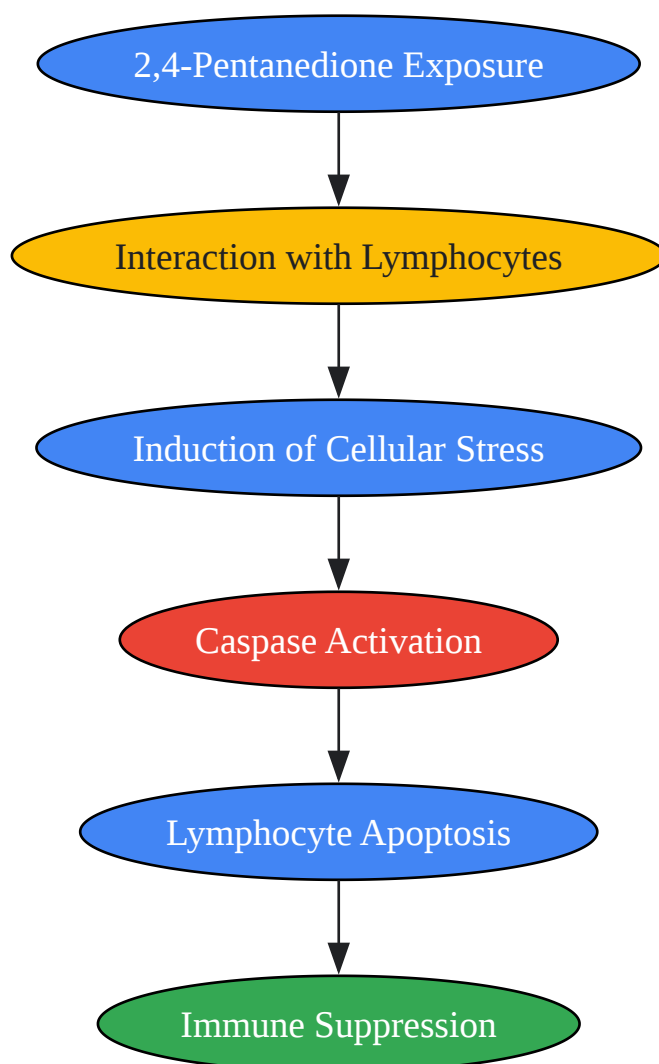 2,4-Pentanedione Exposure
Interaction with Lymphocytes
Induction of Cellular Stress
Caspase Activation
Lymphocyte Apoptosis
Immune Suppression